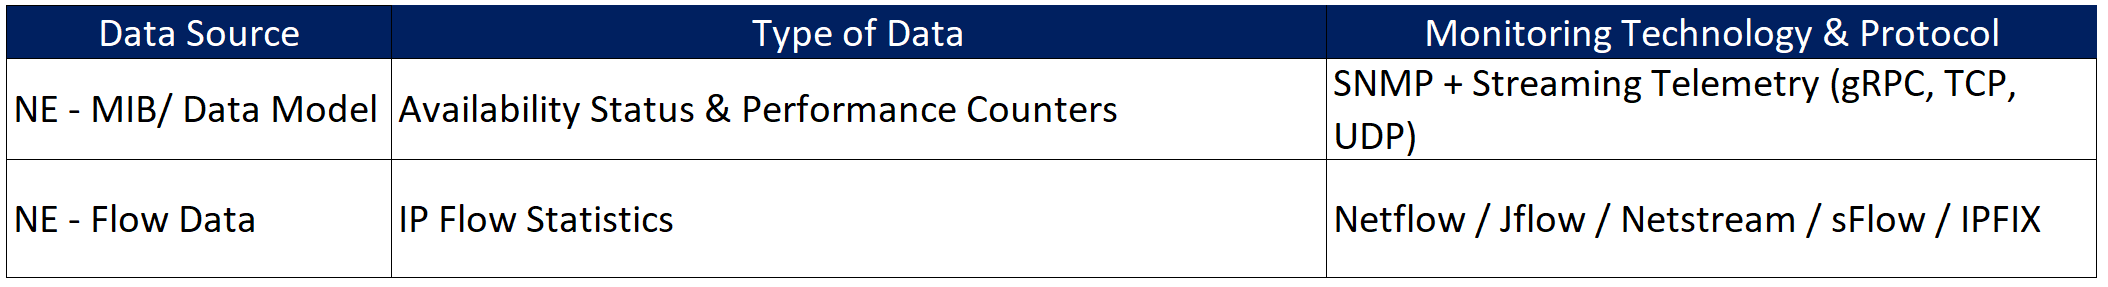 Data Source
Type of Data
Monitoring Technology & Protocol
NE - MIB/ Data Model
Availability Status & Performance Counters
SNMP + Streaming Telemetry (gRPC, TCP,
UDP)
NE - Flow Data
IP Flow Statistics
Netflow / Jflow / Netstream / sFlow / IPFIX